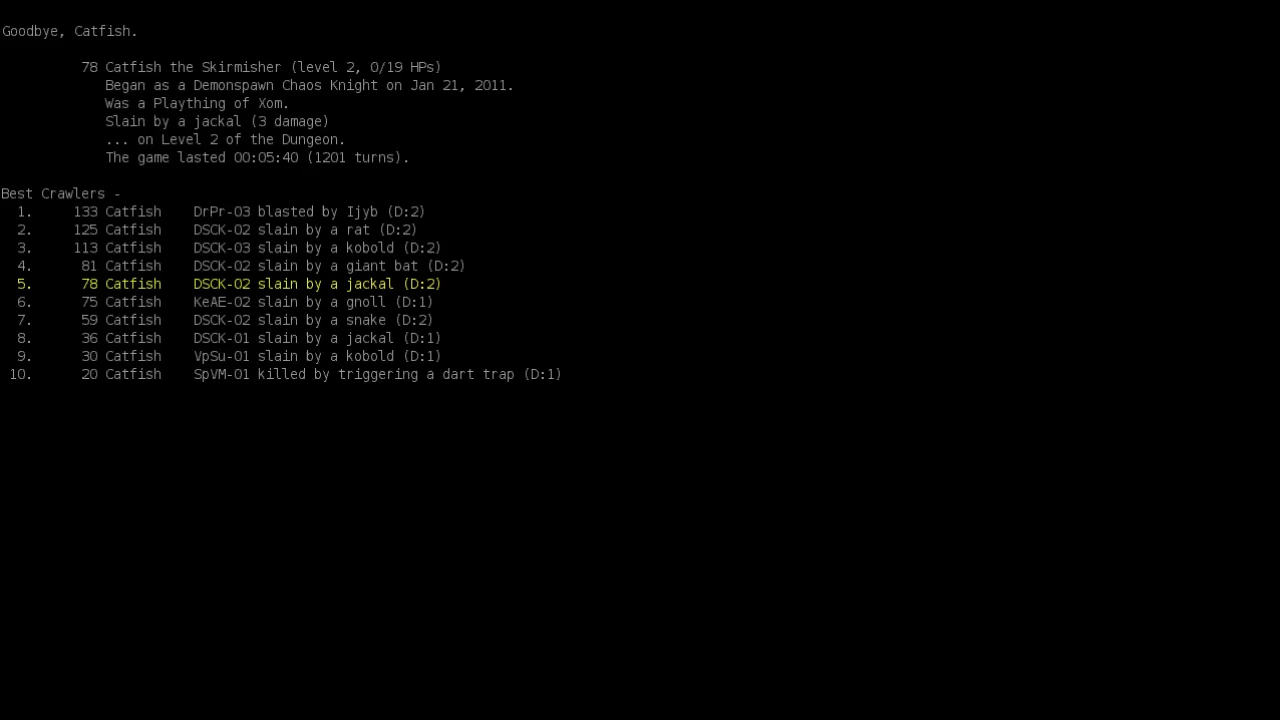 Goodbye, Catfish.
78 Catfish the Skirmisher (level 2, 0/19 HPs)
Began as a Demonspawn Chaos Knight on Jan 21, 2011.
Was a Plaything of Xom.
Slain by a jackal (3 damage)
... on Level 2 of the Dungeon.
The game lasted 00:05:40 (1201 turns).
Best Crawlers -
1. 133 Catfish DrPr-03 blasted by Ijyb (D:2)
2. 125 Catfish DSCK-02 slain by a rat (D:2)
3. 113 Catfish DSCK-03 slain by a kobold (D:2)
4. 81 Catfish DSCK-02 slain by a giant bat (D:2)
5. 78 Catfish DSCK-02 slain by a jackal (D:2)
6. 75 Catfish KeAE-02 slain by a gnoll (D:1)
7. 59 Catfish DSCK-02 slain by a snake (D:2)
8. 36 Catfish DSCK-01 slain by a jackal (D:1)
9. 30 Catfish VpSu-01 slain by a kobold (D:1)
10. 20 Catfish SpVM-01 killed by triggering a dart trap (D:1)